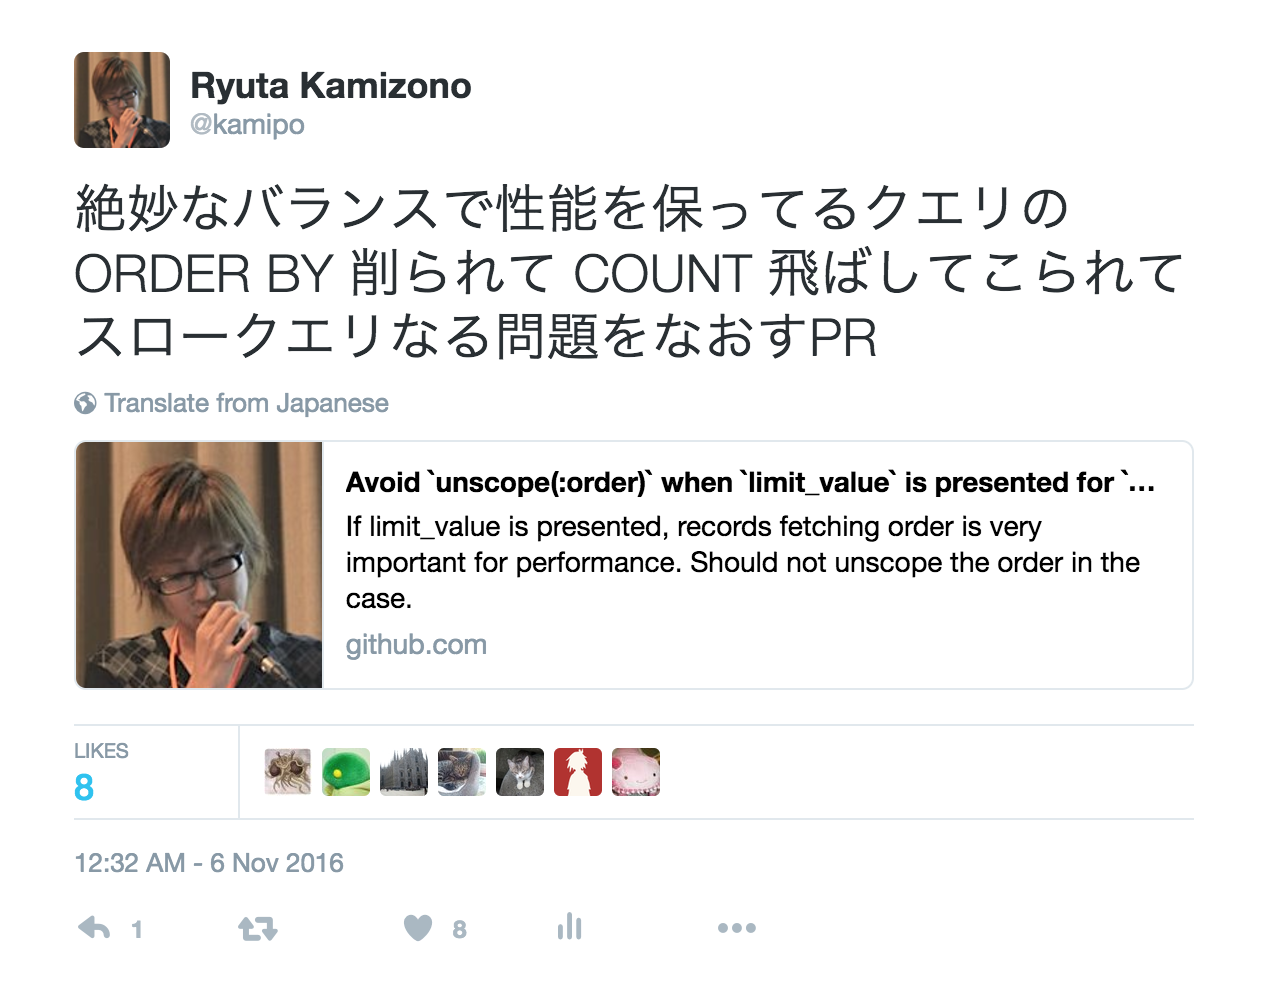 Ryuta Kamizono
@kamipo
絶妙なバランスで性能を保ってるクエリの
ORDER BY 削られて COUNT 飛ばしてこられて
スロークエリなる問題をなおすPR
Translate from Japanese
Avoid `unscope(:order)` when `limit_value` is presented for `...
If limit_value is presented, records fetching order is very
important for performance. Should not unscope the order in the
case.
github.com
LIKES
8
12:32 AM - 6 Nov 2016
1 8